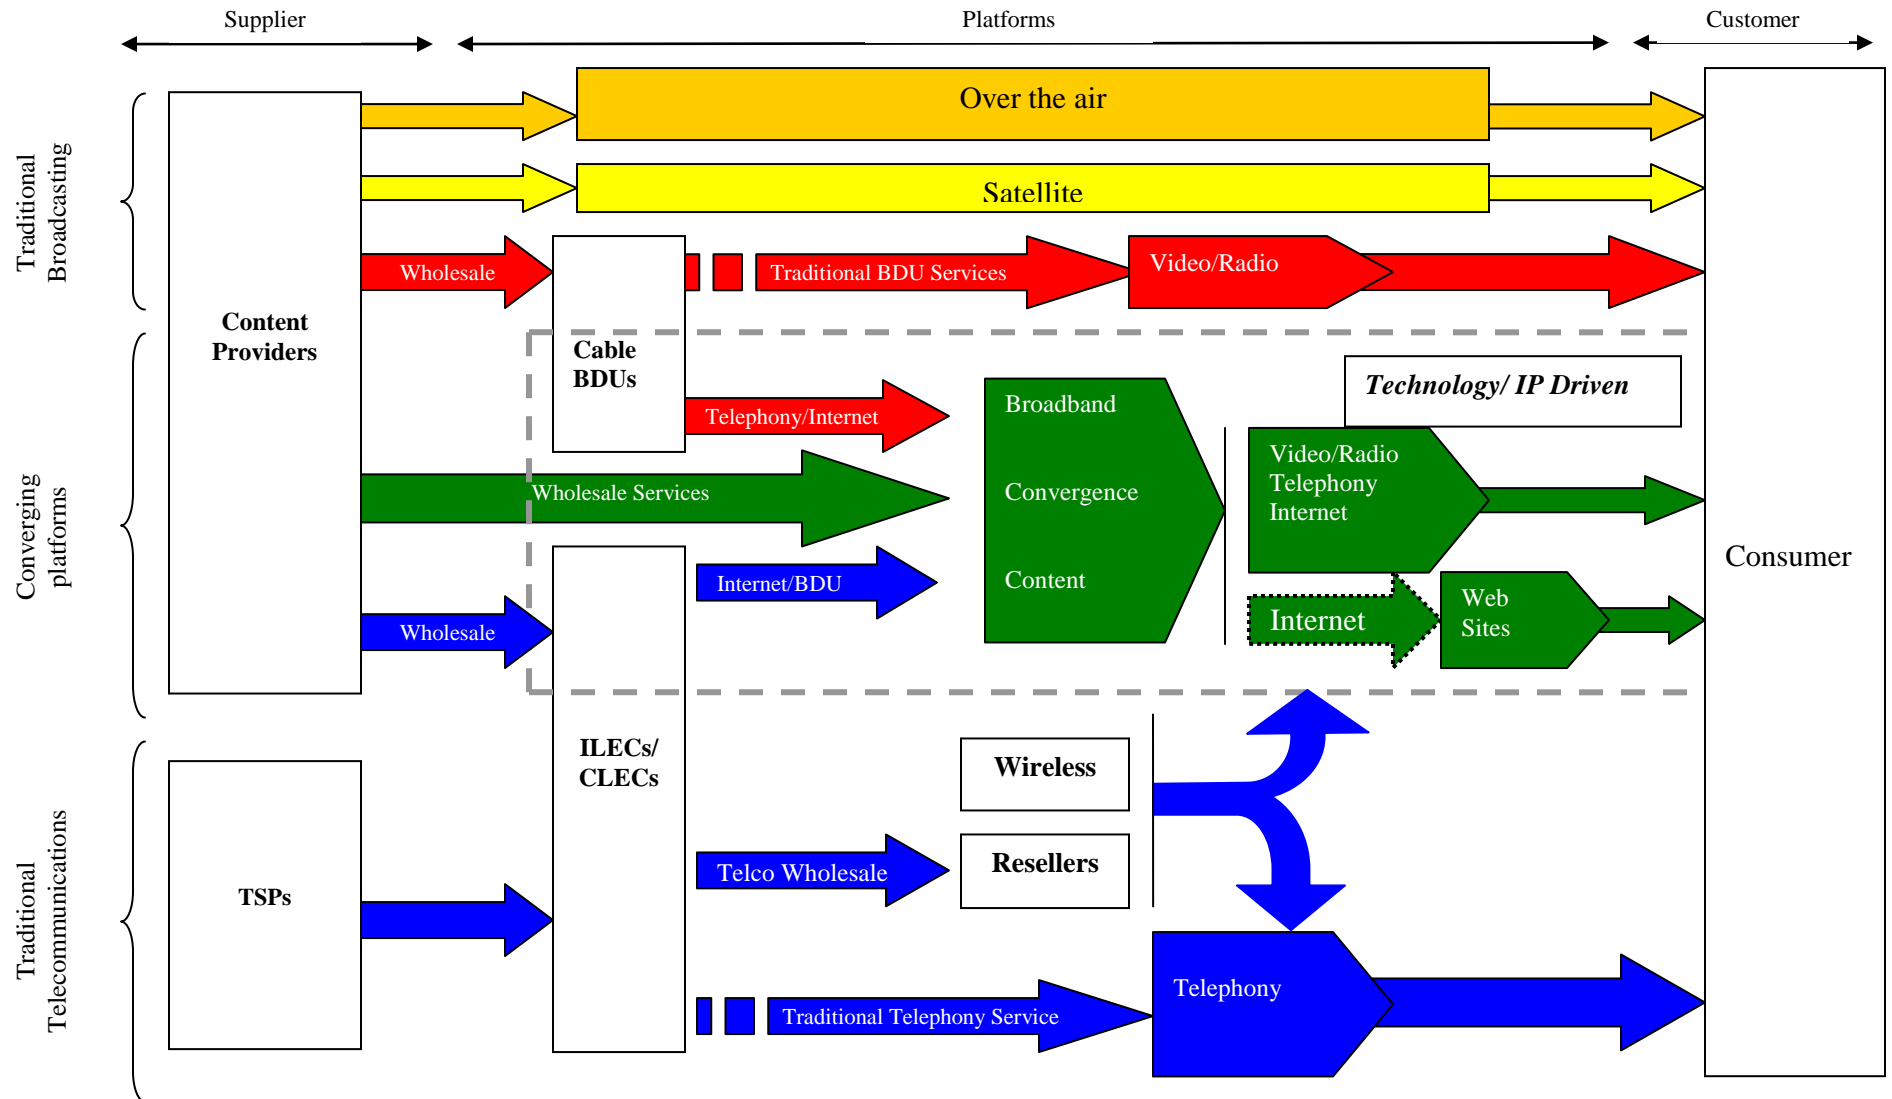 Supplier
Platforms
Customer
Over the air
Satellite
Traditional
Broadcasting
Wholesale
Traditional BDU Services
Video/Radio
Content
Providers
Cable
BDUs
Technology/ IP Driven
Telephony/Internet
Broadband
Convergence
Content
Video/Radio
Telephony
Internet
Converging
platforms
Wholesale Services
Internet/BDU
Wholesale
Internet
Web
Sites
Consumer
ILECs/
CLECs
Wireless
Resellers
Telco Wholesale
Traditional
Telecommunications
TSPs
Traditional Telephony Service
Telephony